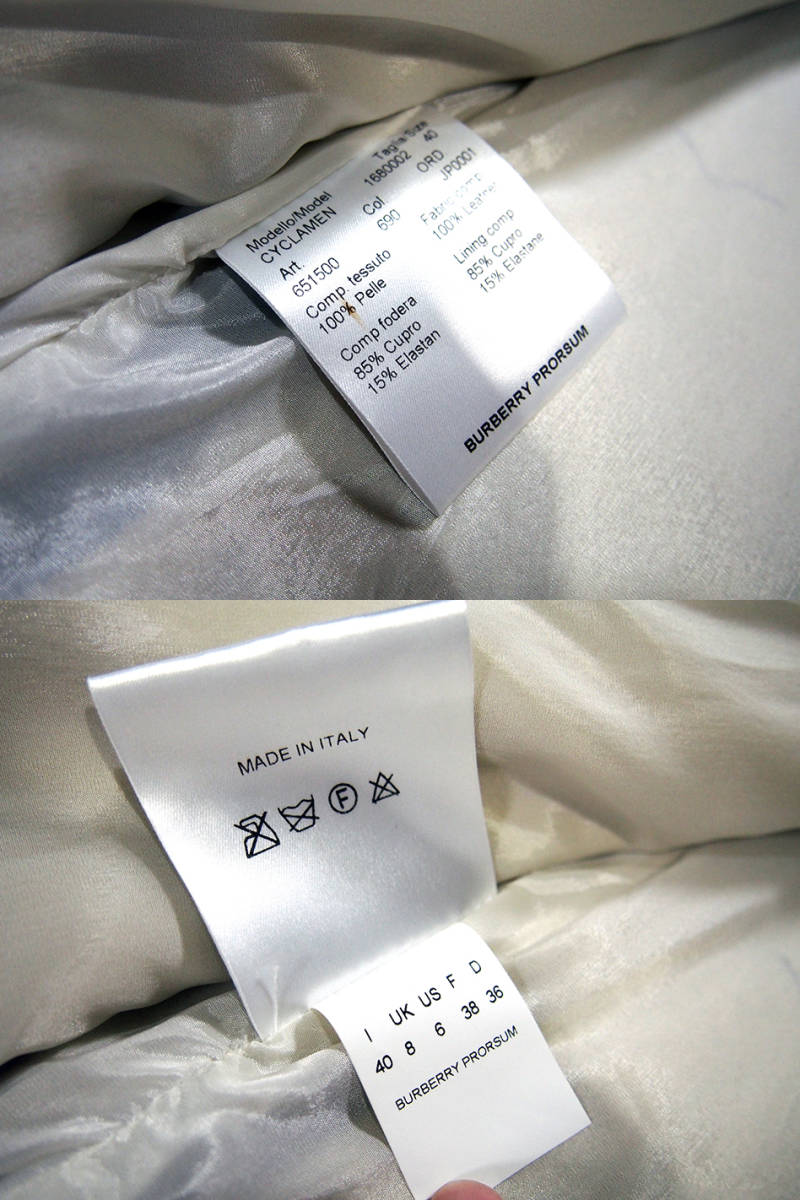 Modello/Model
CYCLAMEN
Taglia Size
1680002 40
Art.
651500
Col
690
ORD
JP0001
Comp. tessuto
100% Pelle
Fabric comp
100% Leather
Comp fodera
85% Cupro
15% Elastan
Lining comp
85% Cupro
15% Elastane
BURBERRY PRORSUM
MADE IN ITALY
F
I UK US F D
40 8 6 38 36
BURBERRY PRORSUM